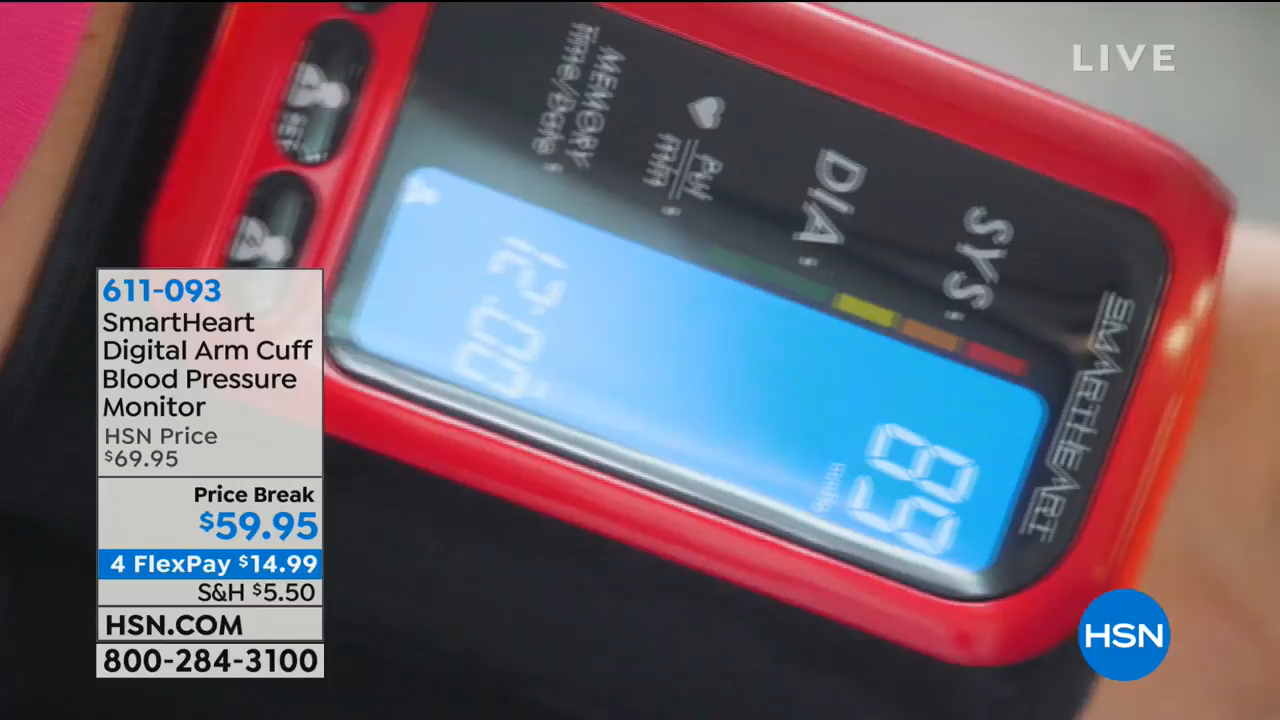 LIVE
MEMORY
Time/Date
Pul
min
DIA
SYS
SMARTHEART
12:00
89
mmHg
611-093
SmartHeart
Digital Arm Cuff
Blood Pressure
Monitor
HSN Price
$69.95
Price Break
$59.95
4 FlexPay $14.99
S&H $5.50
HSN.COM
800-284-3100
HSN